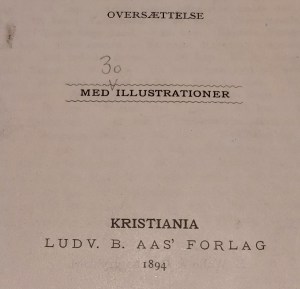 OVERSÆTTELSE
30
MED ILLUSTRATIONER
KRISTIANIA
LUDV. B. AAS' FORLAG
1894